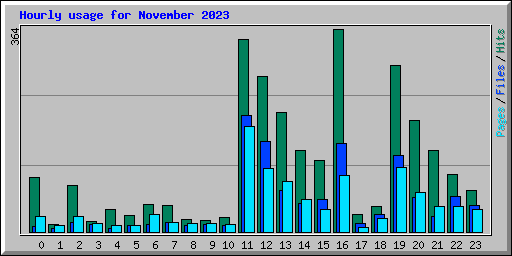 Hourly usage for November 2023
364
Pages/Files/Hits
0 1 2 3 4 5 6 7 8 9 10 11 12 13 14 15 16 17 18 19 20 21 22 23